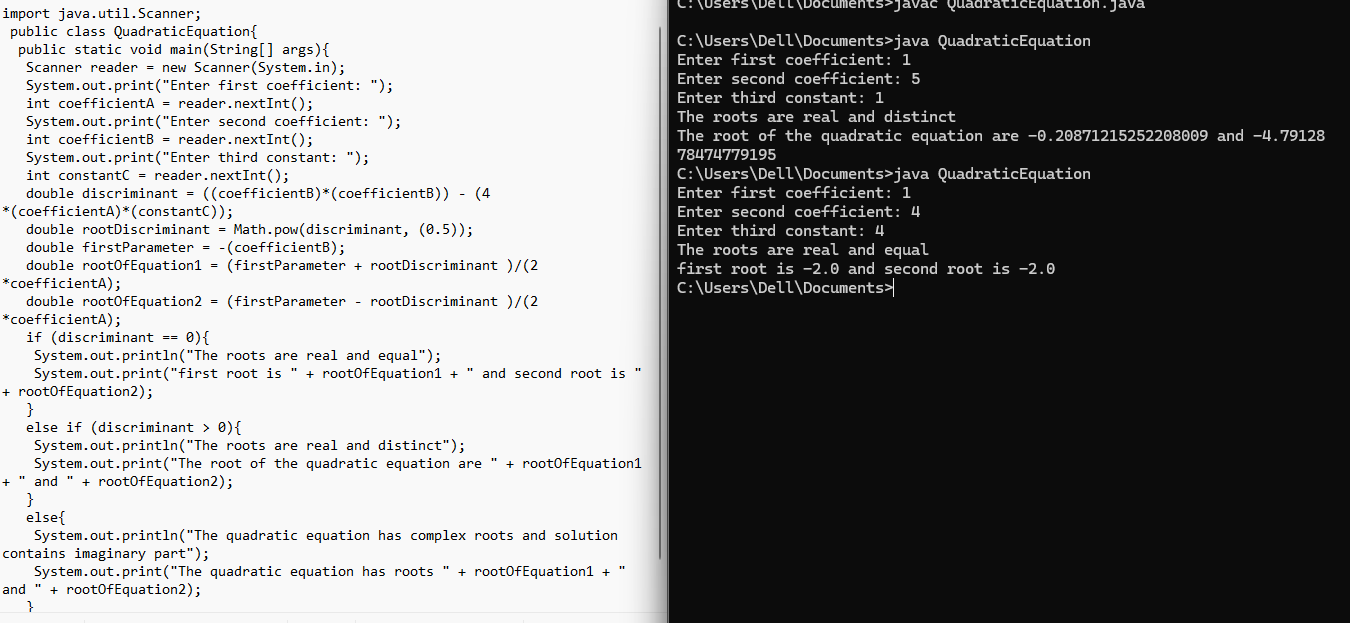 import java.util.Scanner;
public class QuadraticEquation{
public static void main(String[] args){
Scanner reader = new Scanner(System.in);
System.out.print("Enter first coefficient: ");
int coefficientA = reader.nextInt();
System.out.print("Enter second coefficient: ");
int coefficientB = reader.nextInt();
System.out.print("Enter third constant: ");
int constantC = reader.nextInt();
double discriminant = ((coefficientB)*(coefficientB)) - (4
*(coefficientA)*(constantC));
double rootDiscriminant = Math.pow(discriminant, (0.5));
double firstParameter = -(coefficientB);
double rootOfEquation1 = (firstParameter + rootDiscriminant )/(2
*coefficientA);
double rootOfEquation2 = (firstParameter - rootDiscriminant )/(2
*coefficientA);
if (discriminant == 0){
System.out.println("The roots are real and equal");
System.out.print("first root is " + rootOfEquation1 + " and second root is "
+ rootOfEquation2);
}
else if (discriminant > 0){
System.out.println("The roots are real and distinct");
System.out.print("The root of the quadratic equation are " + rootOfEquation1
+ " and " + rootOfEquation2);
}
else{
System.out.println("The quadratic equation has complex roots and solution
contains imaginary part");
System.out.print("The quadratic equation has roots " + rootOfEquation1 + "
and " + rootOfEquation2);
}
C:\Users\Dell\Documents>javac QuadraticEquation.java
C:\Users\Dell\Documents>java QuadraticEquation
Enter first coefficient: 1
Enter second coefficient: 5
Enter third constant: 1
The roots are real and distinct
The root of the quadratic equation are -0.20871215252208009 and -4.79128
78474779195
C:\Users\Dell\Documents>java QuadraticEquation
Enter first coefficient: 1
Enter second coefficient: 4
Enter third constant: 4
The roots are real and equal
first root is -2.0 and second root is -2.0
C:\Users\Dell\Documents>